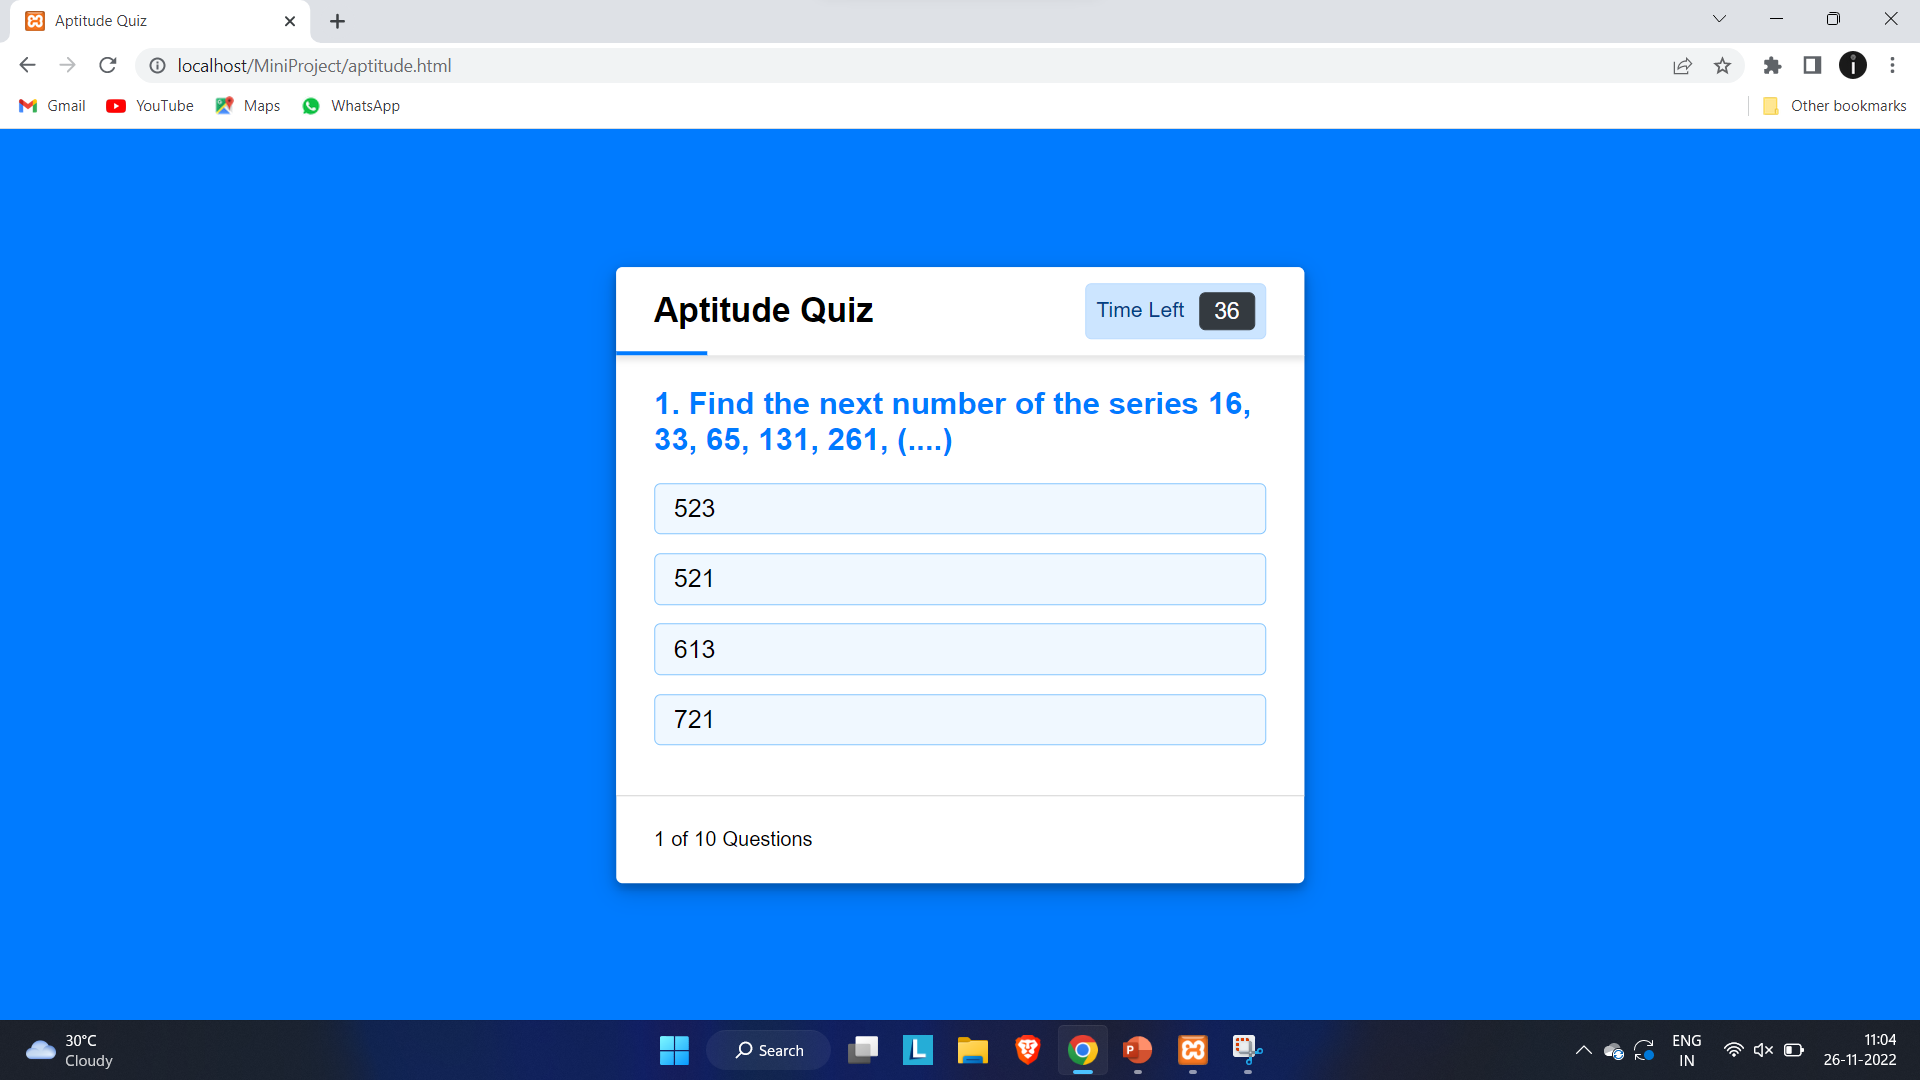 Aptitude Quiz
localhost/MiniProject/aptitude.html
Gmail YouTube Maps WhatsApp Other bookmarks
Aptitude Quiz
Time Left 36
1. Find the next number of the series 16,
33, 65, 131, 261, (....)
523
521
613
721
1 of 10 Questions
30°C
Cloudy
Search
ENG
IN
11:04
26-11-2022